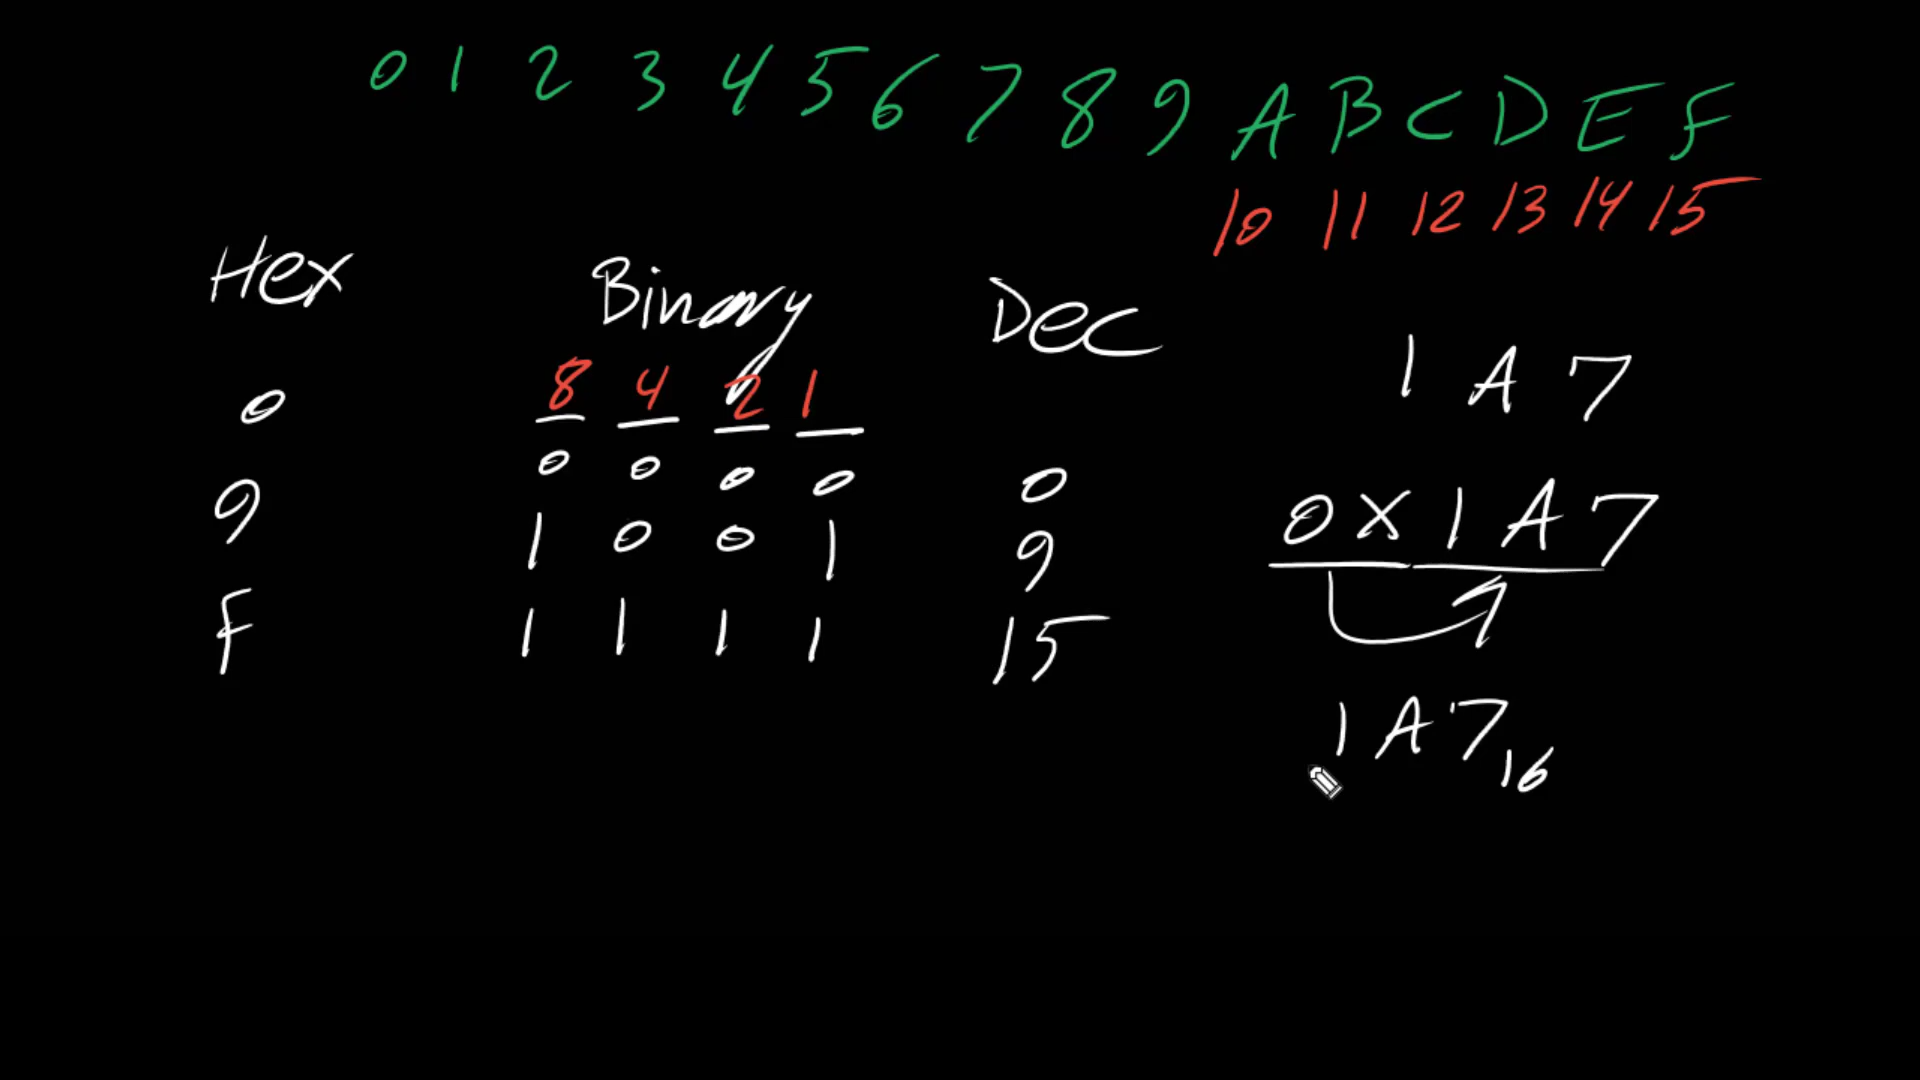 0 1 2 3 4 5 6 7 8 9 A B C D E F
10 11 12 13 14 15
Hex Binary Dec
8 4 2 1
0 0 0 0 0 0
9 1 0 0 1 9
F 1 1 1 1 15
1 A 7
0x1A7
1A7₁₆